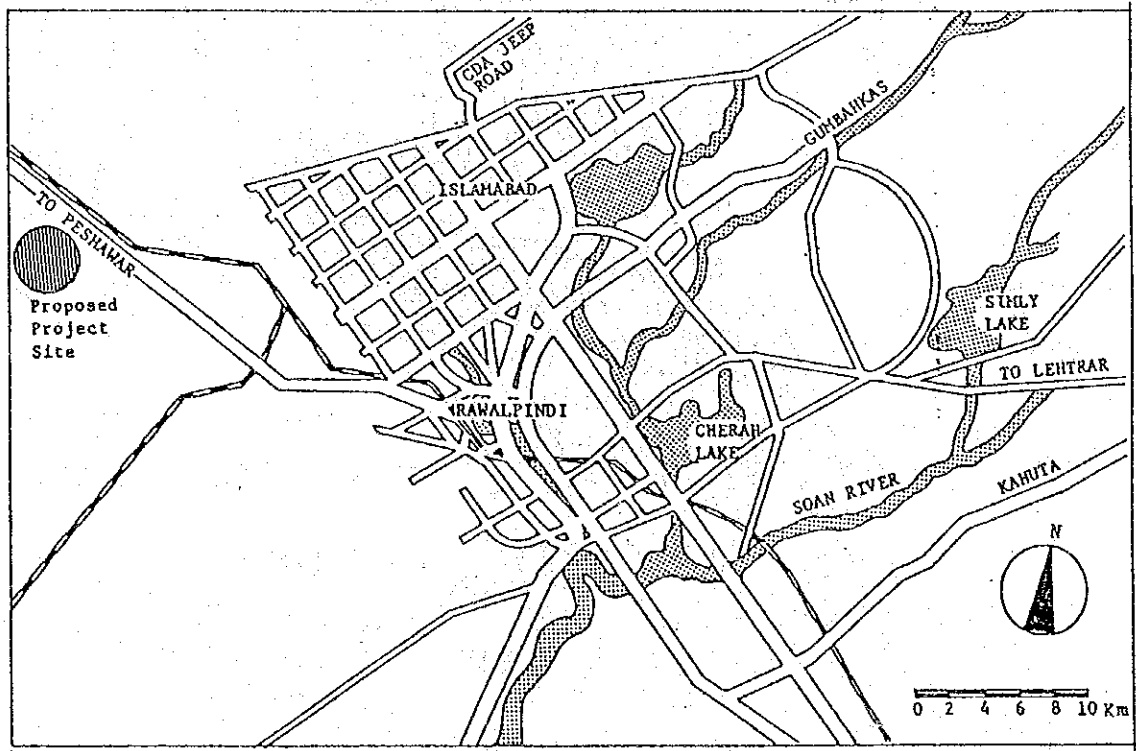 CDA JEEP
ROAD
GUMBAHKAS
ISLAHABAD
TO PESHAWAR
Proposed
Project
Site
SIHLY
LAKE
TO LEHTRAR
RAWALPINDI
CHERAH
LAKE
SOAN RIVER
KAHUTA
N
0 2 4 6 8 10 Km